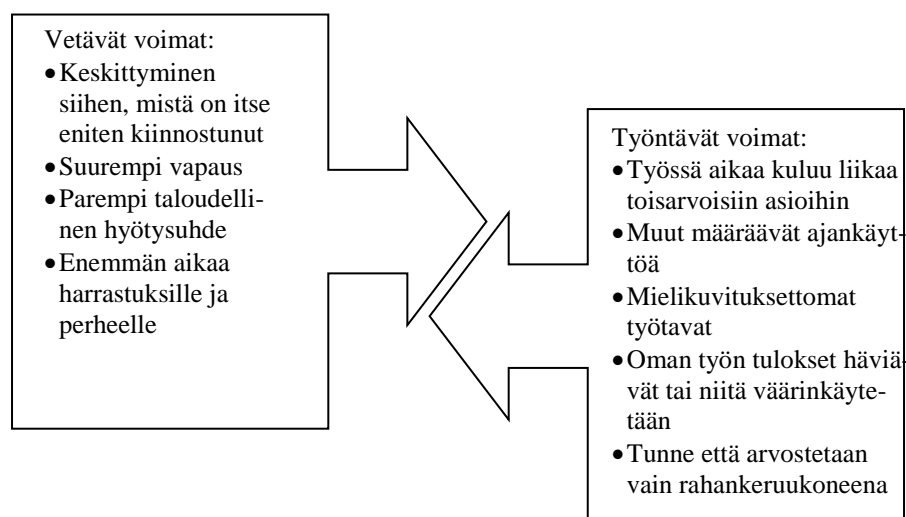 Vetävät voimat:
•Keskittyminen
siihen, mistä on itse
eniten kiinnostunut
•Suurempi vapaus
•Parempi taloudelli-
nen hyötysuhde
•Enemmän aikaa
harrastuksille ja
perheelle
Työntävät voimat:
•Työssä aikaa kuluu liikaa
toisarvoisiin asioihin
•Muut määräävät ajankäyt-
töä
•Mielikuvituksettomat
työtavat
•Oman työn tulokset häviä-
vät tai niitä väärinkäyte-
tään
•Tunne että arvostetaan
vain rahankeruukoneena